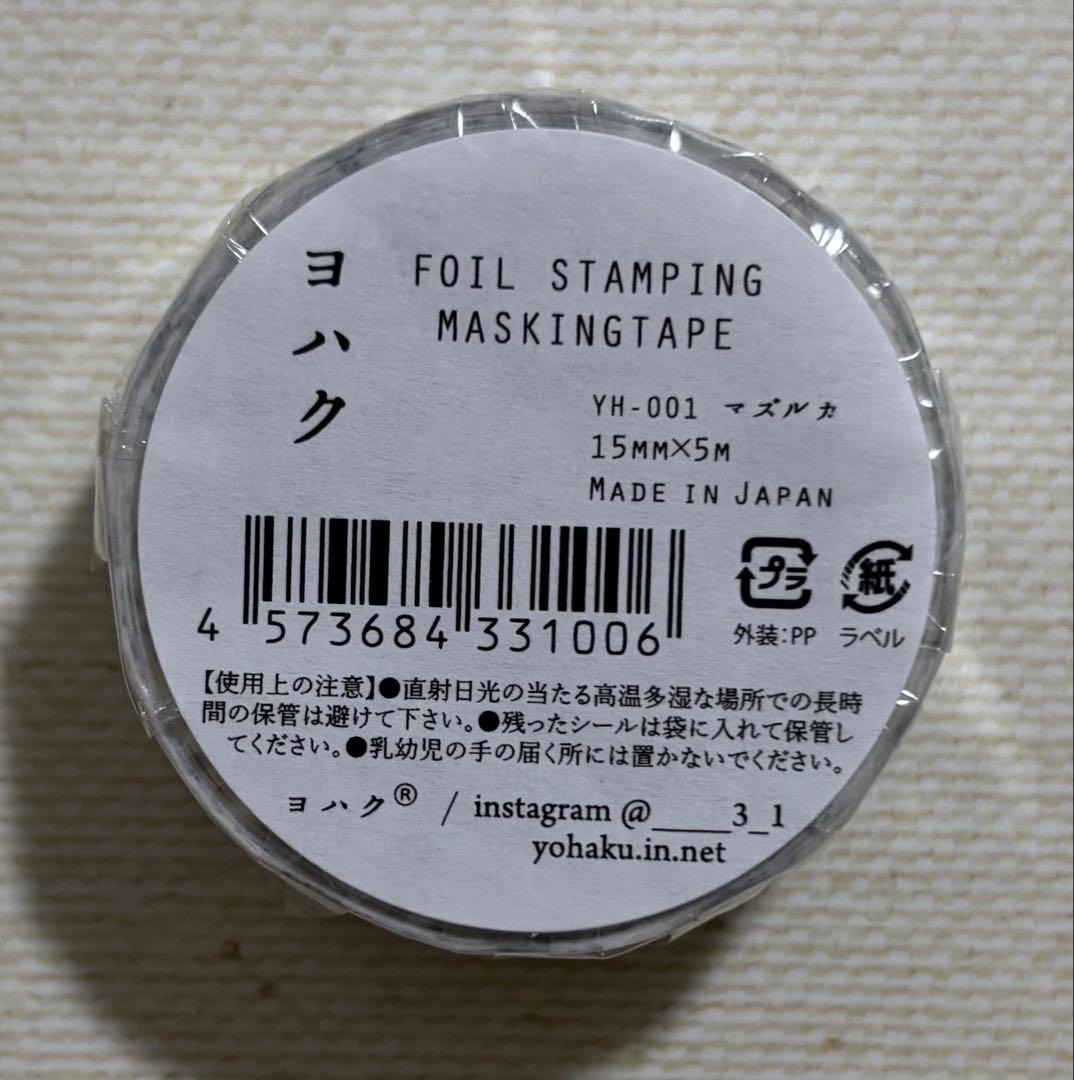 ヨハク
FOIL STAMPING
MASKINGTAPE
YH-001 マズルカ
15MM×5M
MADE IN JAPAN
4 573684 331006
プラ
紙
外装:PP ラベル
【使用上の注意】●直射日光の当たる高温多湿な場所での長時
間の保管は避けて下さい。●残ったシールは袋に入れて保管し
てください。●乳幼児の手の届く所には置かないでください。
ヨハク® / instagram @____3_1
yohaku.in.net